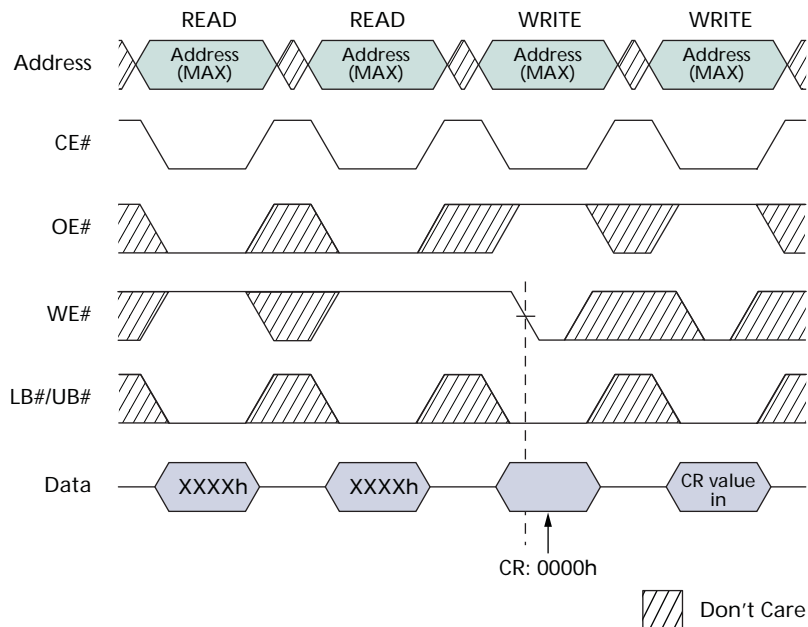 READ READ WRITE WRITE
Address
Address
(MAX)
Address
(MAX)
Address
(MAX)
Address
(MAX)
CE#
OE#
WE#
LB#/UB#
Data
XXXXh
XXXXh
CR value
in
CR: 0000h
Don't Care